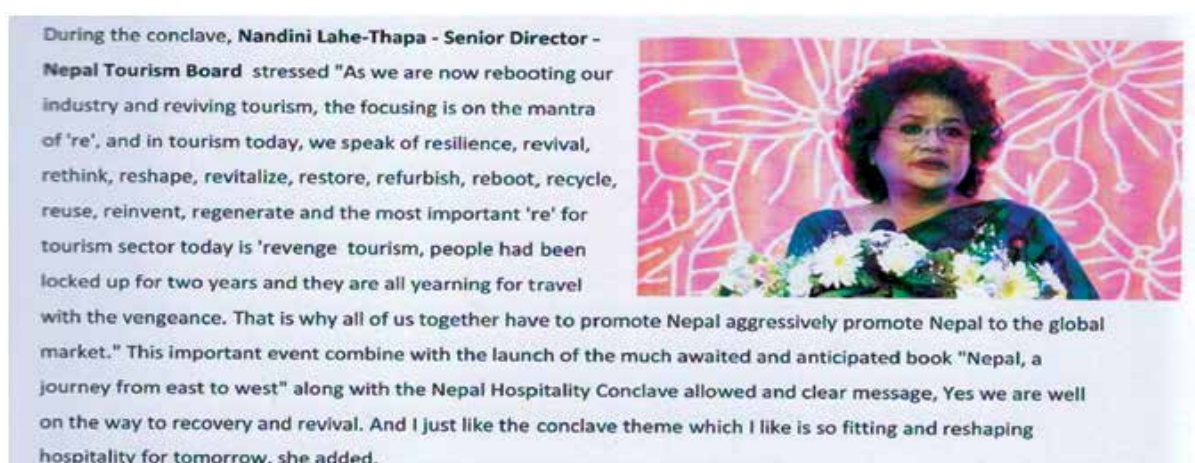 During the conclave, Nandini Lahe-Thapa - Senior Director -
Nepal Tourism Board stressed "As we are now rebooting our
industry and reviving tourism, the focusing is on the mantra
of 're', and in tourism today, we speak of resilience, revival,
rethink, reshape, revitalize, restore, refurbish, reboot, recycle,
reuse, reinvent, regenerate and the most important 're' for
tourism sector today is 'revenge tourism, people had been
locked up for two years and they are all yearning for travel
with the vengeance. That is why all of us together have to promote Nepal aggressively promote Nepal to the global
market." This important event combine with the launch of the much awaited and anticipated book "Nepal, a
journey from east to west" along with the Nepal Hospitality Conclave allowed and clear message, Yes we are well
on the way to recovery and revival. And I just like the conclave theme which I like is so fitting and reshaping
hospitality for tomorrow, she added.